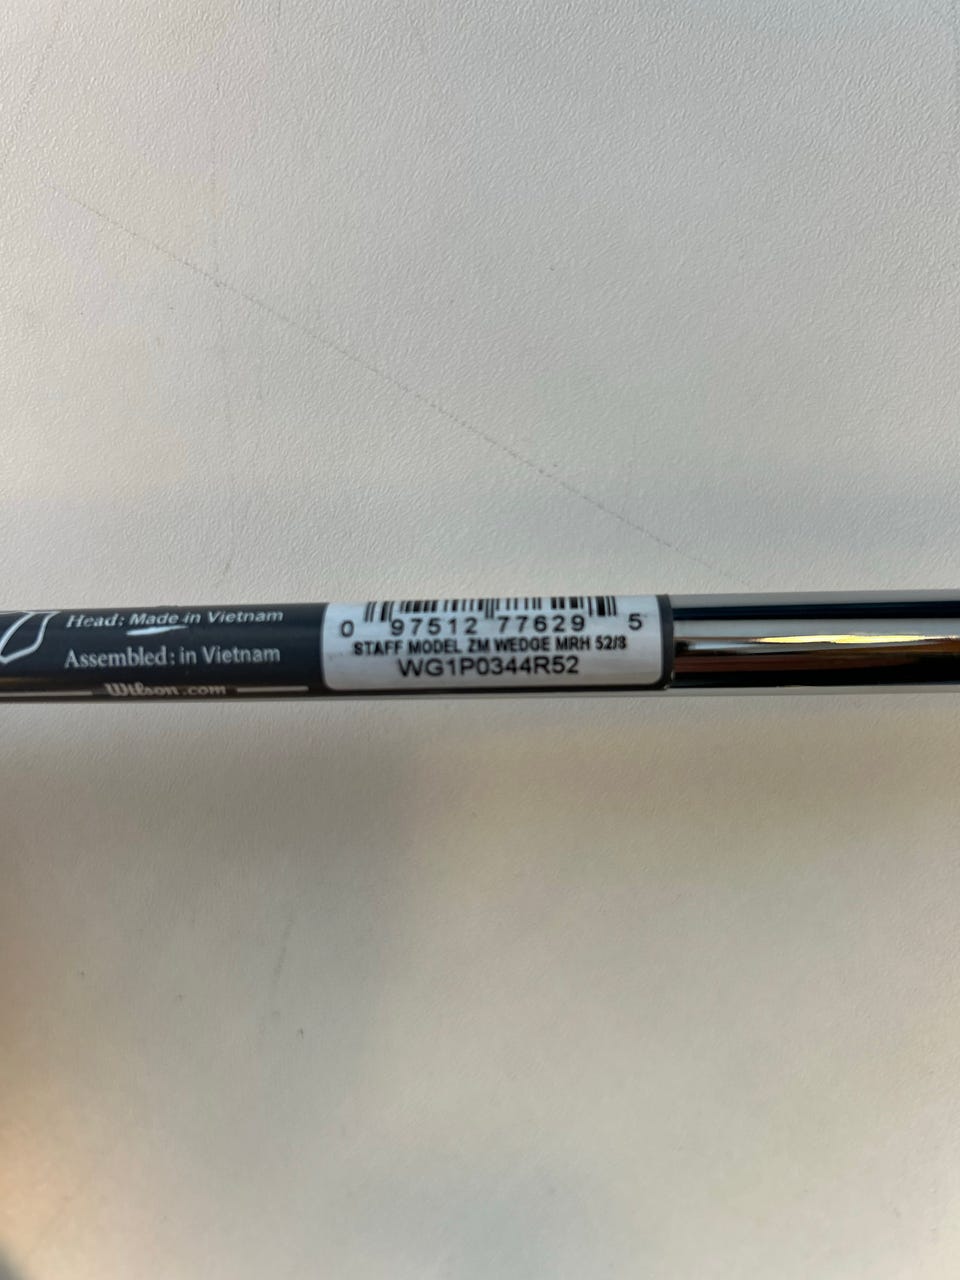 Head: Made in Vietnam
Assembled: in Vietnam
Wilson.com
0 97512 77629 5
STAFF MODEL ZM WEDGE MRH 52/8
WG1P0344R52